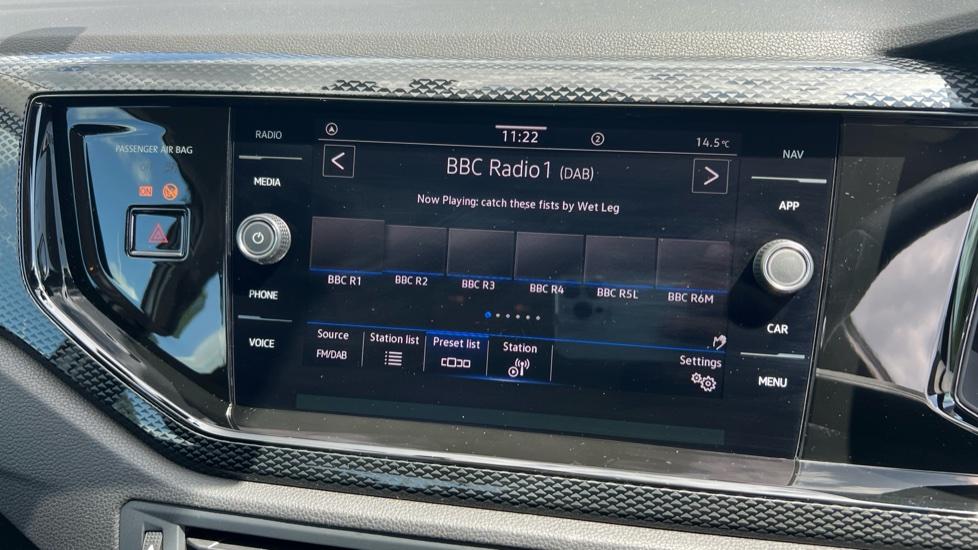 PASSENGER AIR BAG
ON
RADIO
MEDIA
PHONE
VOICE
11:22
2
14.5°C
<
BBC Radio1 (DAB)
>
Now Playing: catch these fists by Wet Leg
BBC R1 BBC R2 BBC R3 BBC R4 BBC R5L BBC R6M
Source Station list Preset list Station Settings
FM/DAB
NAV
APP
CAR
MENU